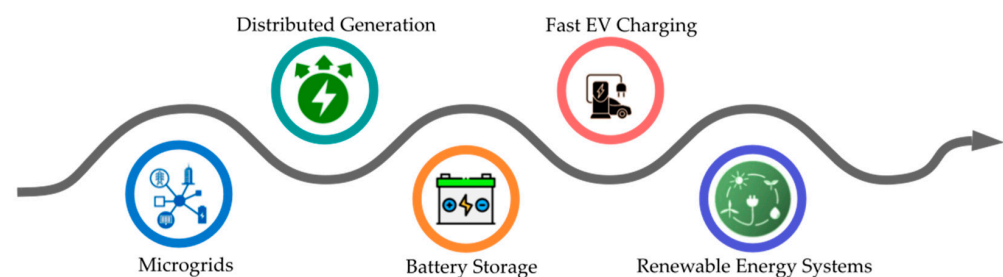 Distributed Generation
Fast EV Charging
Microgrids
Battery Storage
Renewable Energy Systems